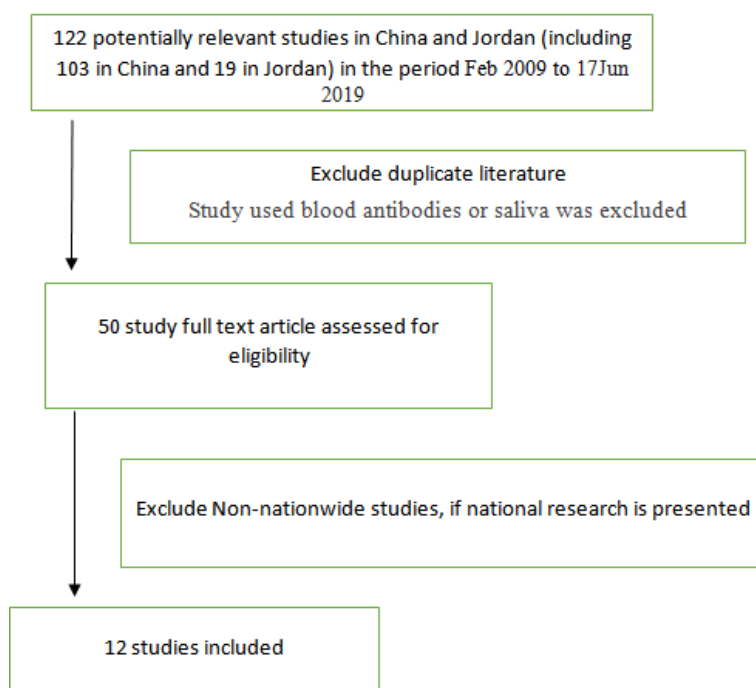 122 potentially relevant studies in China and Jordan (including
103 in China and 19 in Jordan) in the period Feb 2009 to 17Jun
2019
Exclude duplicate literature
Study used blood antibodies or saliva was excluded
50 study full text article assessed for
eligibility
Exclude Non-nationwide studies, if national research is presented
12 studies included